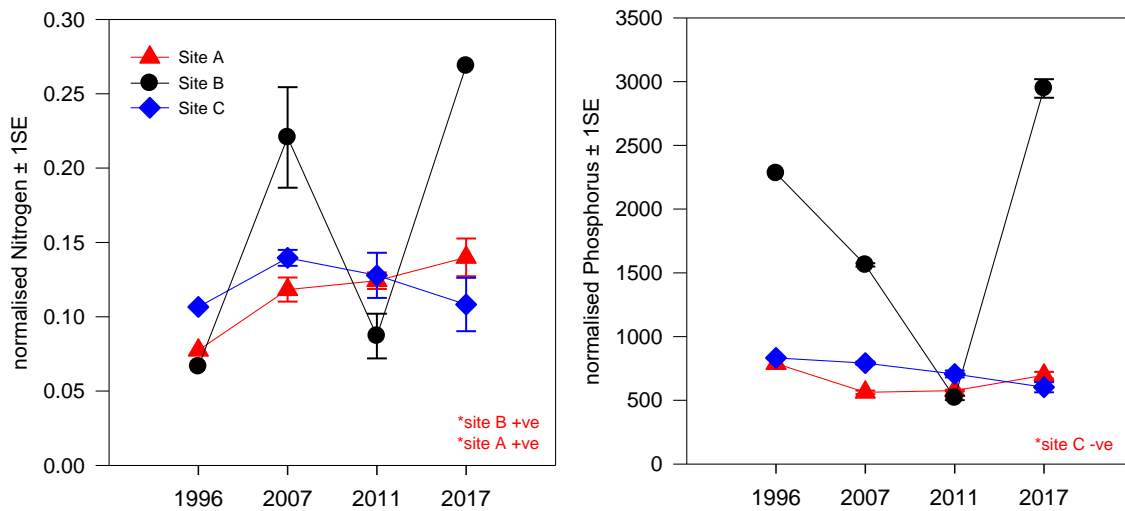 normalised Nitrogen ± 1SE
0.30
0.25
0.20
0.15
0.10
0.05
0.00
Site A
Site B
Site C
*site B +ve
*site A +ve
1996 2007 2011 2017
normalised Phosphorus ± 1SE
3500
3000
2500
2000
1500
1000
500
0
*site C -ve
1996 2007 2011 2017